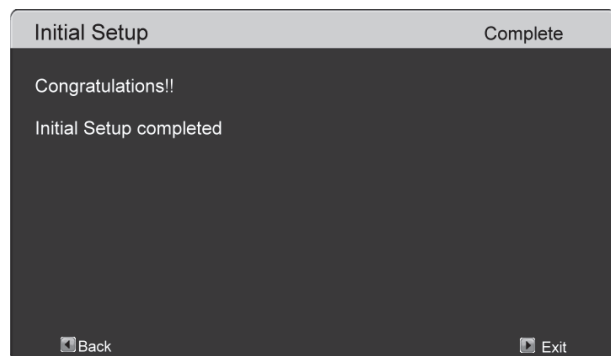 Initial Setup Complete
Congratulations!!
Initial Setup completed
Back Exit